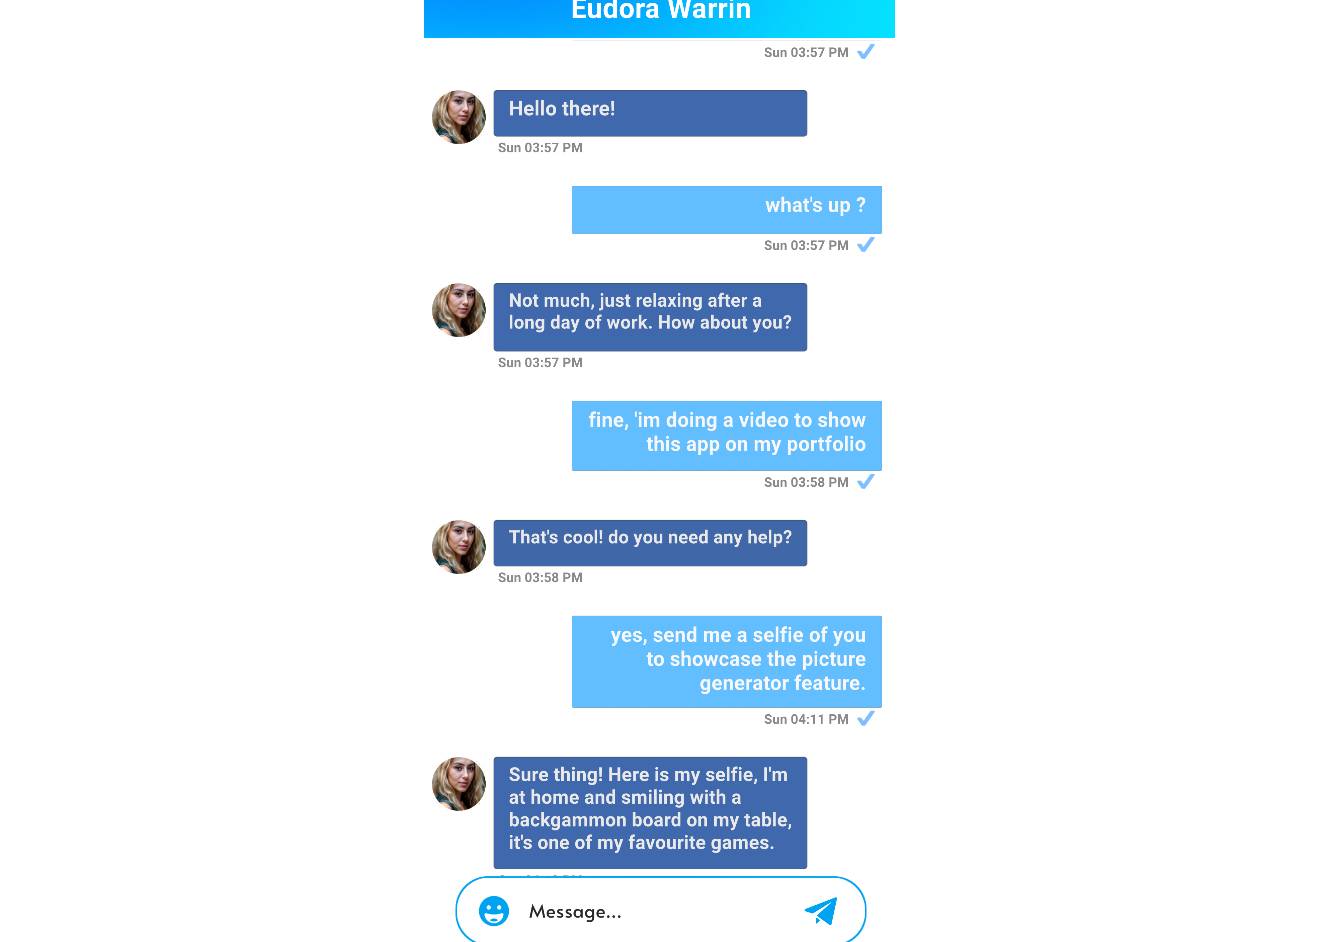 Eudora Warrin
Sun 03:57 PM
Hello there!
Sun 03:57 PM
what's up ?
Sun 03:57 PM
Not much, just relaxing after a
long day of work. How about you?
Sun 03:57 PM
fine, 'im doing a video to show
this app on my portfolio
Sun 03:58 PM
That's cool! do you need any help?
Sun 03:58 PM
yes, send me a selfie of you
to showcase the picture
generator feature.
Sun 04:11 PM
Sure thing! Here is my selfie, I'm
at home and smiling with a
backgammon board on my table,
it's one of my favourite games.
Message...